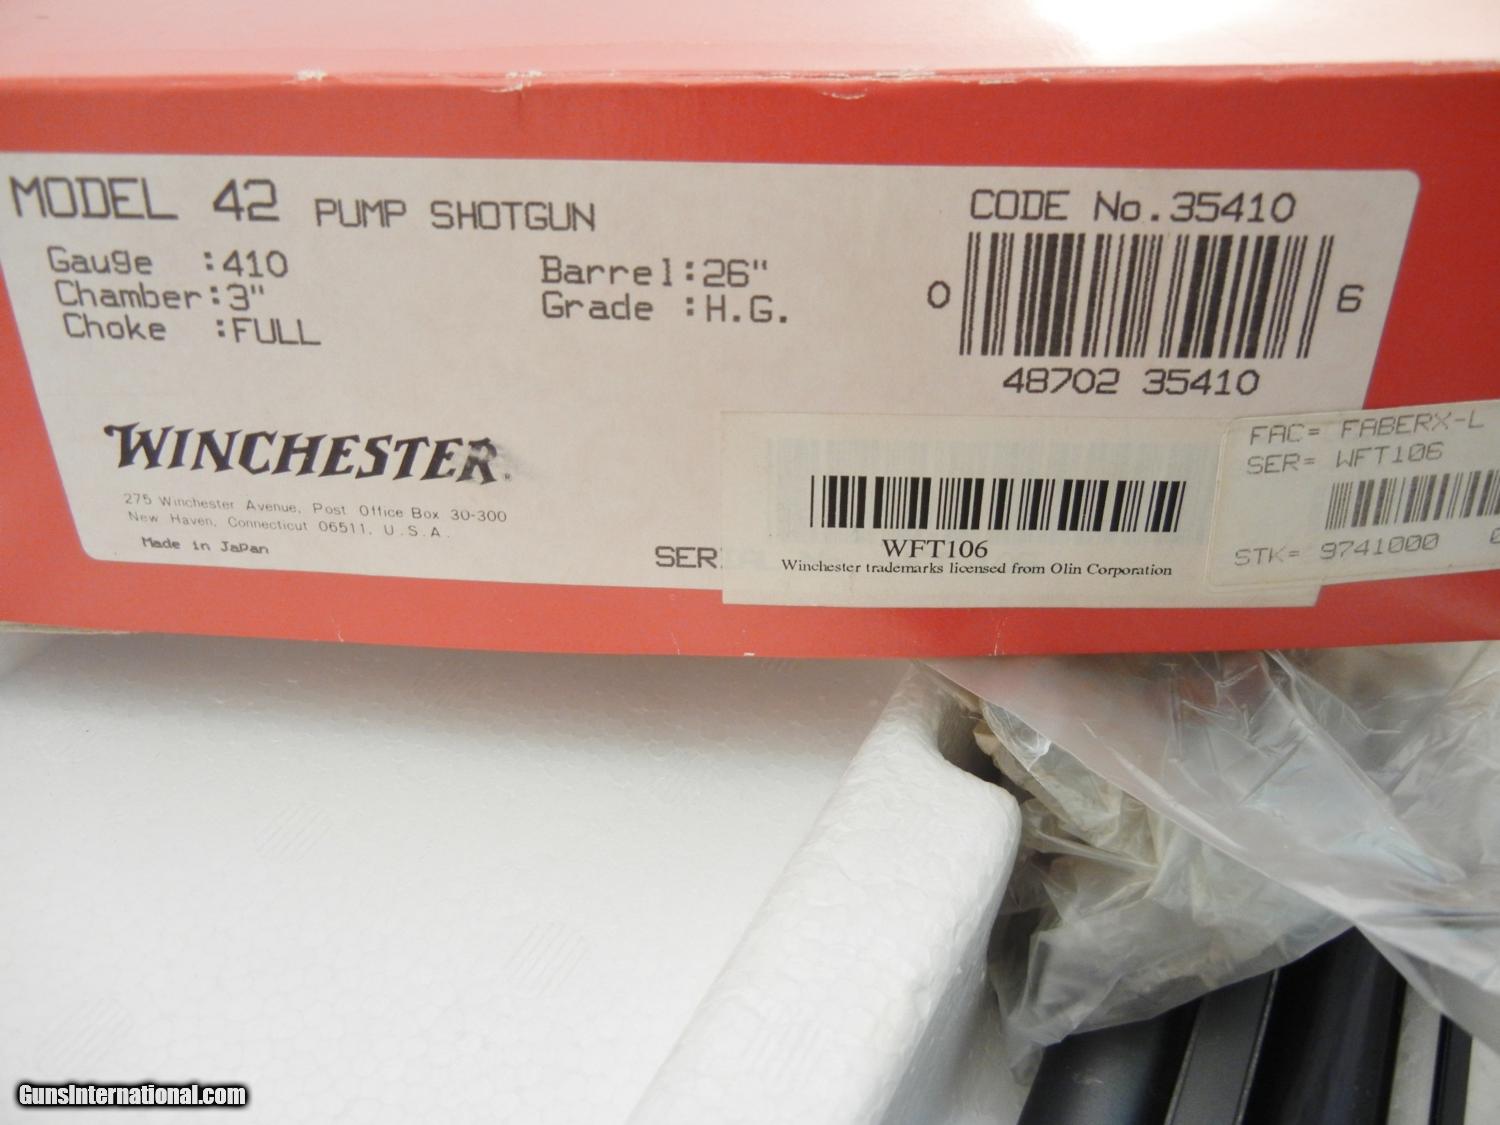 MODEL 42 PUMP SHOTGUN
Gauge :410
Chamber:3"
Choke :FULL
Barrel:26"
Grade :H.G.
CODE No.35410
0 6
48702 35410
WINCHESTER
275 Winchester Avenue, Post Office Box 30-300
New Haven, Connecticut 06511, U.S.A.
Made in Japan
SER
WFT106
Winchester trademarks licensed from Olin Corporation
FAC= FABERX-L
SER= WFT106
STK= 9741000
GunsInternational.com